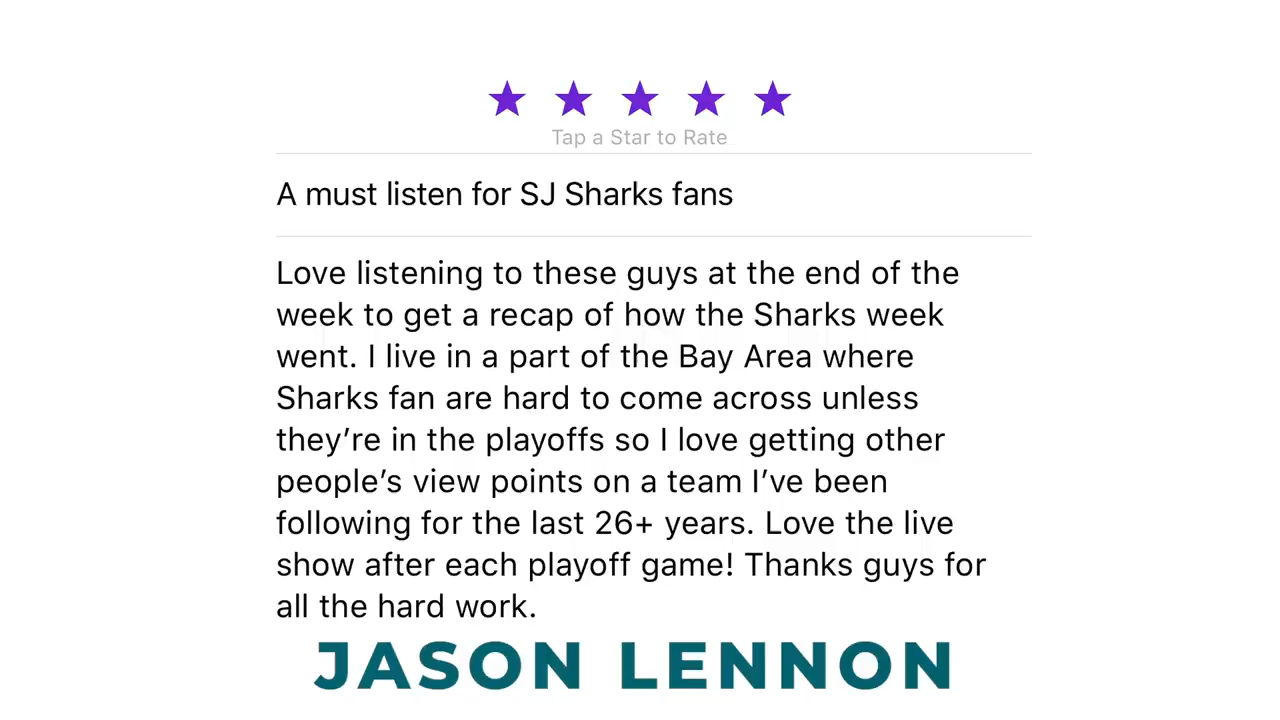 Tap a Star to Rate
A must listen for SJ Sharks fans
Love listening to these guys at the end of the
week to get a recap of how the Sharks week
went. I live in a part of the Bay Area where
Sharks fan are hard to come across unless
they’re in the playoffs so I love getting other
people’s view points on a team I’ve been
following for the last 26+ years. Love the live
show after each playoff game! Thanks guys for
all the hard work.
JASON LENNON